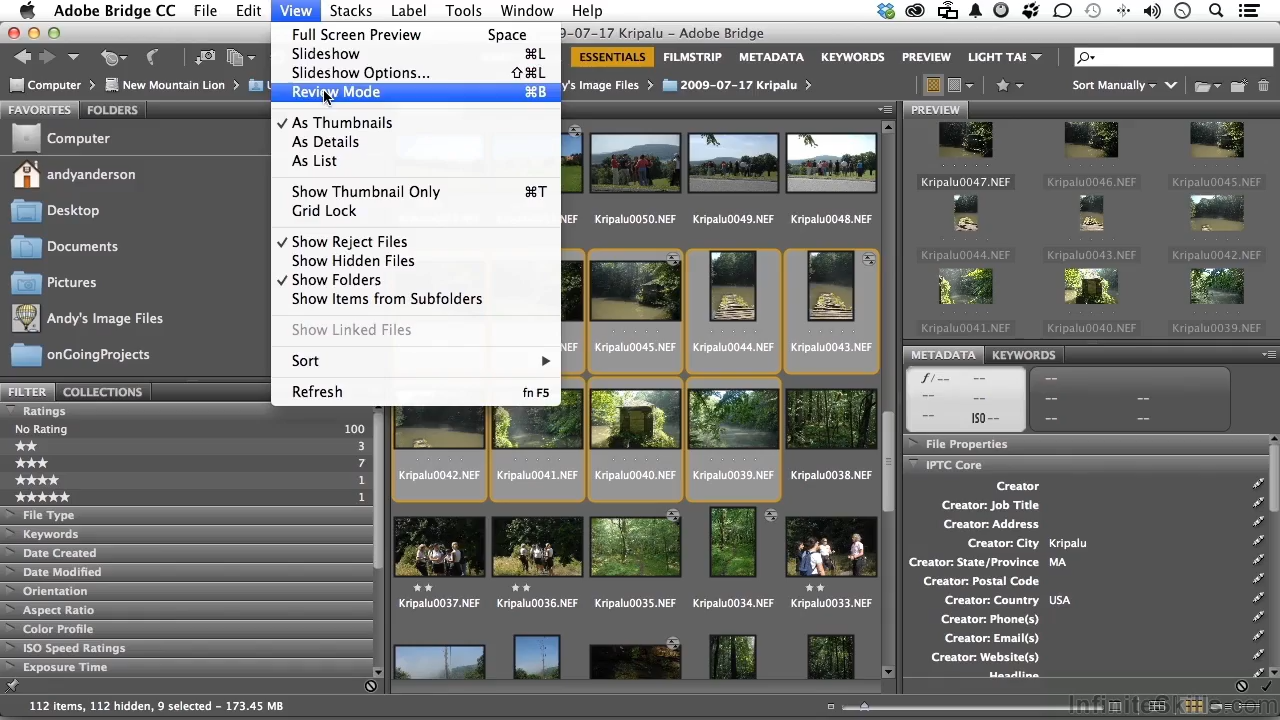 Adobe Bridge CC File Edit View Stacks Label Tools Window Help
2009-07-17 Kripalu — Adobe Bridge
ESSENTIALS FILMSTRIP METADATA KEYWORDS PREVIEW
Computer New Mountain Lion
's Image Files 2009-07-17 Kripalu
Sort Manually
Full Screen Preview Space
Slideshow ⌘L
Slideshow Options... ⇧⌘L
Review Mode ⌘B
As Thumbnails
As Details
As List
Show Thumbnail Only ⌘T
Grid Lock
Show Reject Files
Show Hidden Files
Show Folders
Show Items from Subfolders
Show Linked Files
Sort
Refresh fn F5
FAVORITES FOLDERS
Computer
andyanderson
Desktop
Documents
Pictures
Andy's Image Files
onGoingProjects
FILTER COLLECTIONS
Ratings
No Rating 100
★★ 3
★★★ 7
★★★★ 1
★★★★★ 1
File Type
Keywords
Date Created
Date Modified
Orientation
Aspect Ratio
Color Profile
ISO Speed Ratings
Exposure Time
Kripalu0050.NEF Kripalu0049.NEF Kripalu0048.NEF
Kripalu0045.NEF Kripalu0044.NEF Kripalu0043.NEF
Kripalu0042.NEF Kripalu0041.NEF Kripalu0040.NEF Kripalu0039.NEF Kripalu0038.NEF
Kripalu0037.NEF Kripalu0036.NEF Kripalu0035.NEF Kripalu0034.NEF Kripalu0033.NEF
PREVIEW
Kripalu0047.NEF Kripalu0046.NEF Kripalu0045.NEF
Kripalu0044.NEF Kripalu0043.NEF Kripalu0042.NEF
Kripalu0041.NEF Kripalu0040.NEF Kripalu0039.NEF
METADATA KEYWORDS
f/-- -- --
-- -- --
-- ISO-- -- --
File Properties
IPTC Core
Creator
Creator: Job Title
Creator: Address
Creator: City Kripalu
Creator: State/Province MA
Creator: Postal Code
Creator: Country USA
Creator: Phone(s)
Creator: Email(s)
Creator: Website(s)
Headline
112 items, 112 hidden, 9 selected - 173.45 MB
InfiniteSkills.com